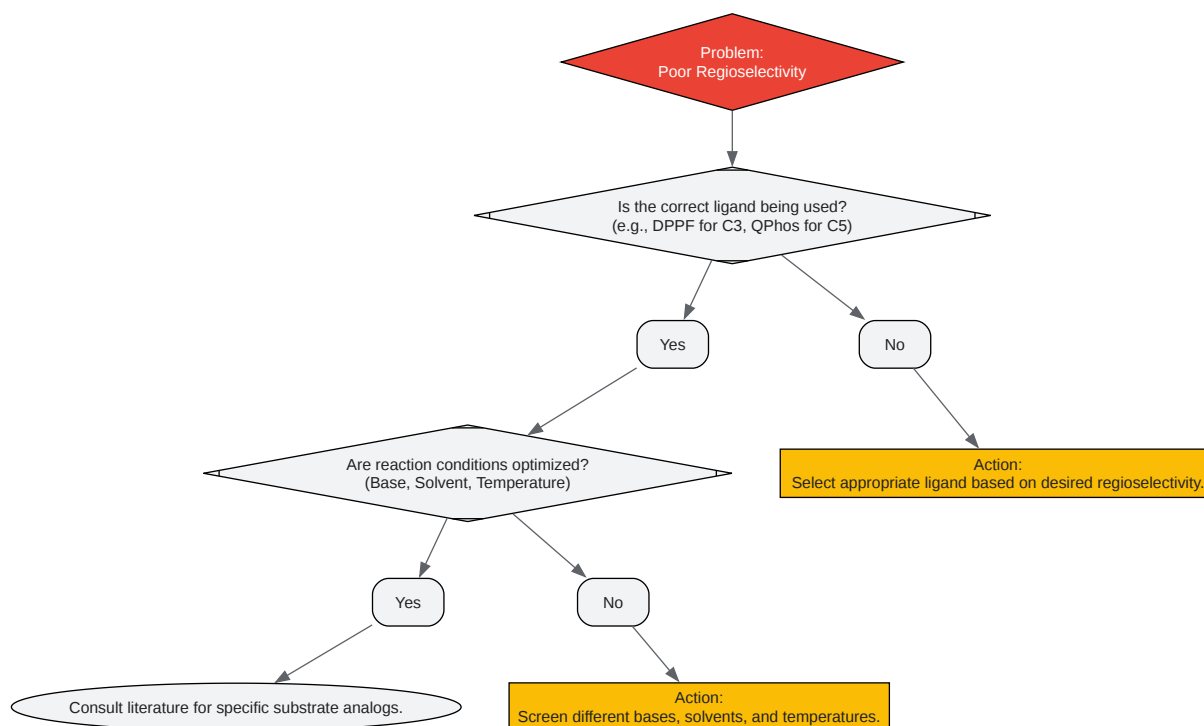 Problem:
Poor Regioselectivity
Is the correct ligand being used?
(e.g., DPPF for C3, QPhos for C5)
Yes
No
Are reaction conditions optimized?
(Base, Solvent, Temperature)
Action:
Select appropriate ligand based on desired regioselectivity.
Yes
No
Consult literature for specific substrate analogs.
Action:
Screen different bases, solvents, and temperatures.